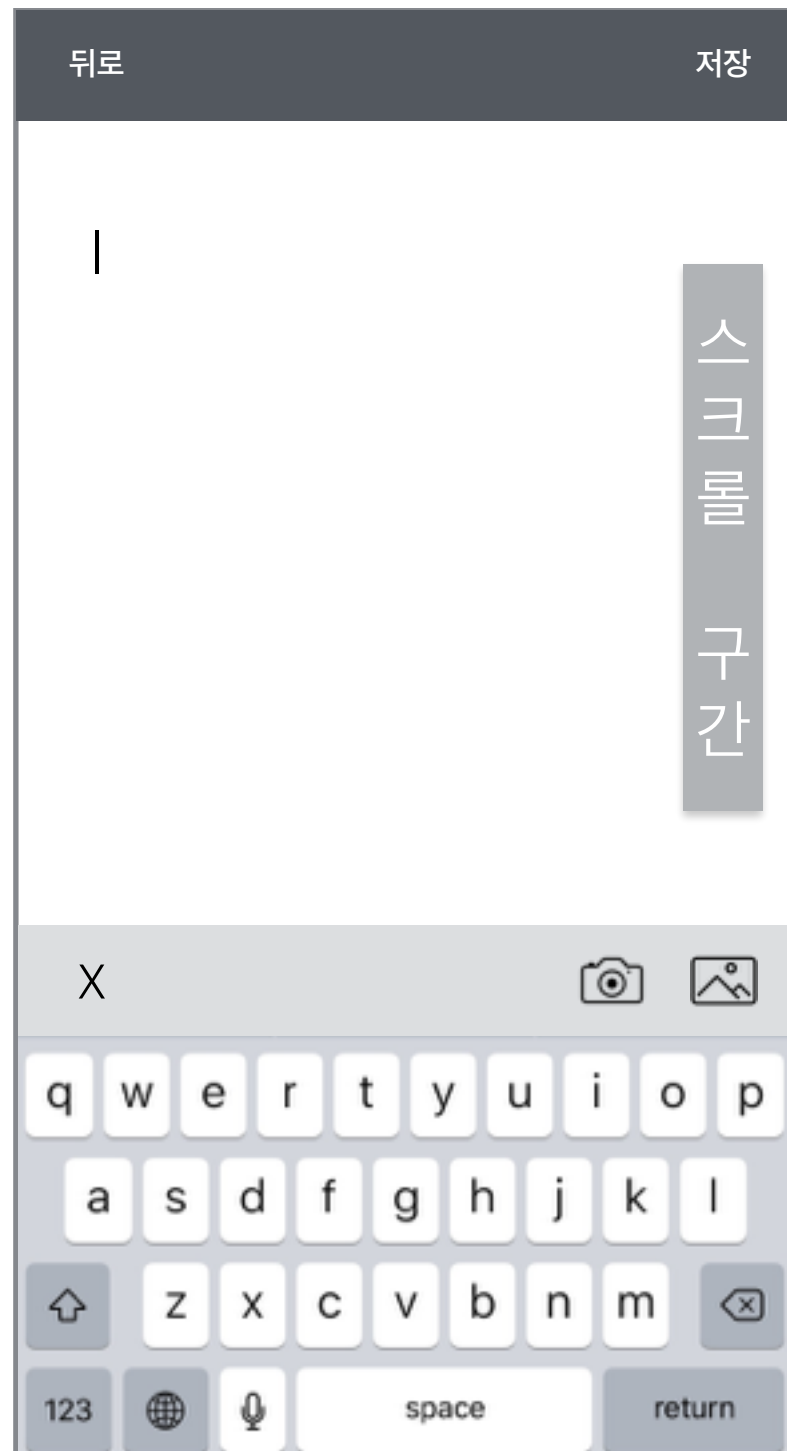 뒤로 저장
스크롤 구간
X
q w e r t y u i o p
a s d f g h j k l
z x c v b n m
123 space return